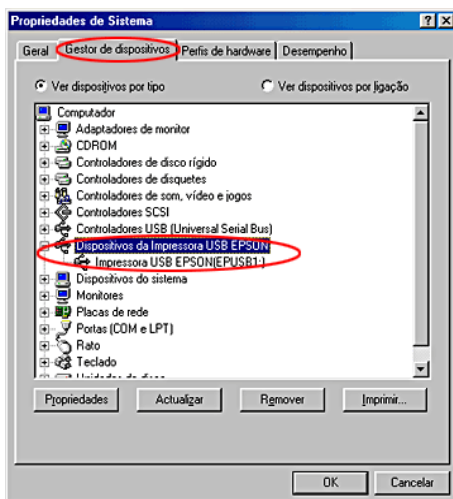 Propriedades de Sistema
Geral Gestor de dispositivos Perfis de hardware Desempenho
Ver dispositivos por tipo Ver dispositivos por ligação
Computador
Adaptadores de monitor
CDROM
Controladores de disco rígido
Controladores de disquetes
Controladores de som, vídeo e jogos
Controladores SCSI
Controladores USB (Universal Serial Bus)
Dispositivos da Impressora USB EPSON
Impressora USB EPSON(EPUSB1:)
Dispositivos do sistema
Monitores
Placas de rede
Portas (COM e LPT)
Rato
Teclado
Propriedades Actualizar Remover Imprimir...
OK Cancelar